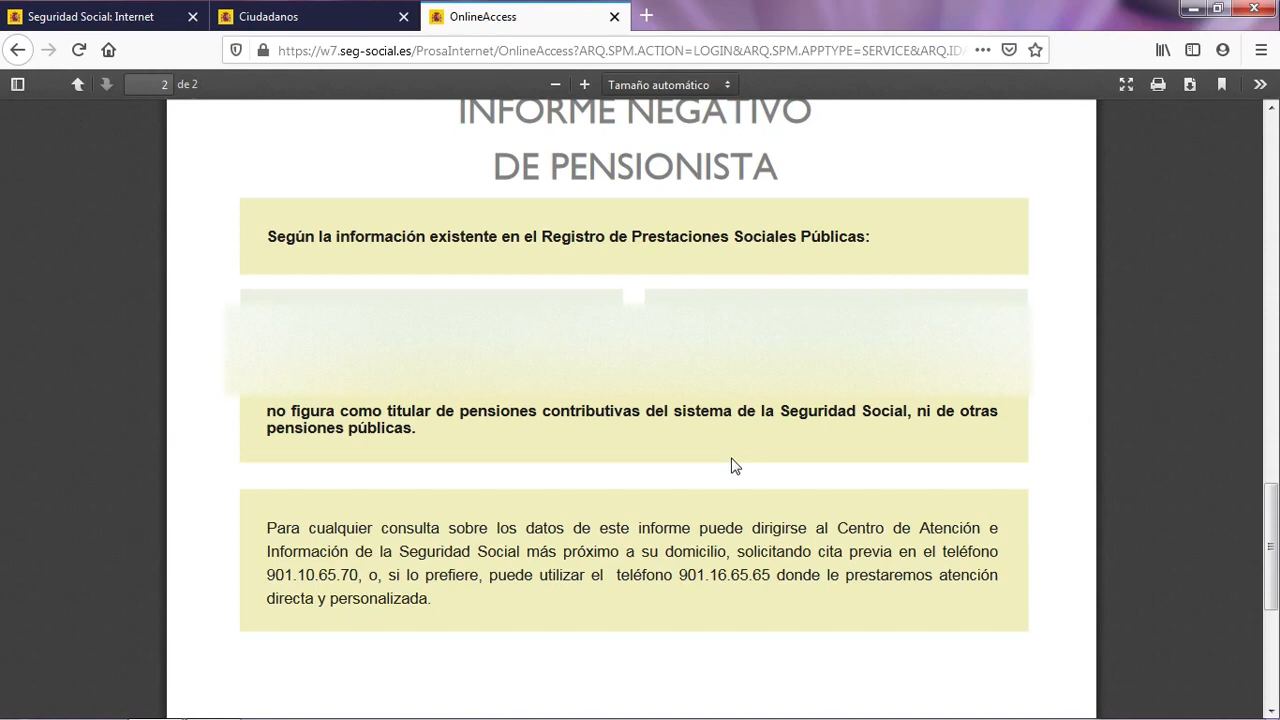 Seguridad Social: Internet
Ciudadanos
OnlineAccess
https://w7.seg-social.es/ProsaInternet/OnlineAccess?ARQ.SPM.ACTION=LOGIN&ARQ.SPM.APPTYPE=SERVICE&ARQ.IDA
2 de 2
Tamaño automático
INFORME NEGATIVO
DE PENSIONISTA
Según la información existente en el Registro de Prestaciones Sociales Públicas:
no figura como titular de pensiones contributivas del sistema de la Seguridad Social, ni de otras
pensiones públicas.
Para cualquier consulta sobre los datos de este informe puede dirigirse al Centro de Atención e
Información de la Seguridad Social más próximo a su domicilio, solicitando cita previa en el teléfono
901.10.65.70, o, si lo prefiere, puede utilizar el teléfono 901.16.65.65 donde le prestaremos atención
directa y personalizada.